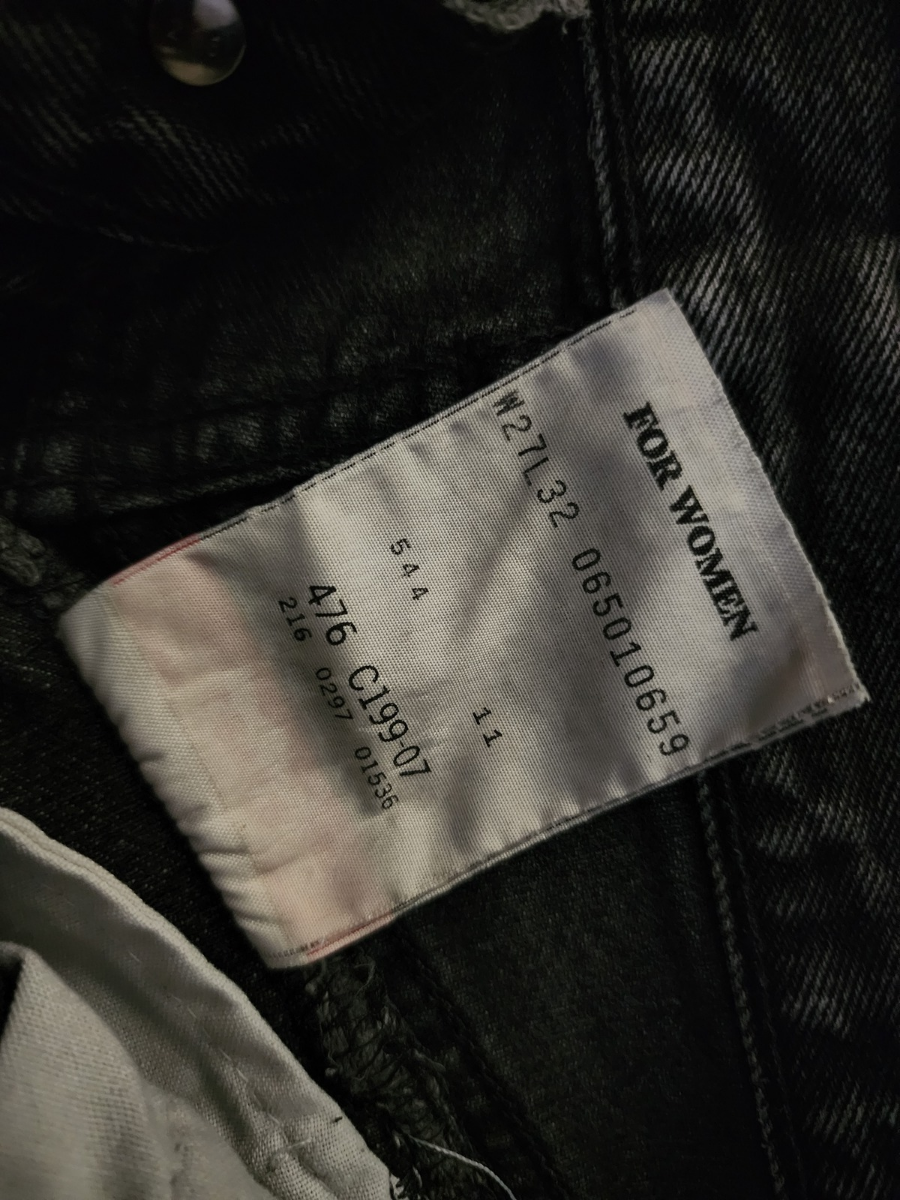 FOR WOMEN
W27L32 065010659
544 11
476 C199-07
216 0297 01536